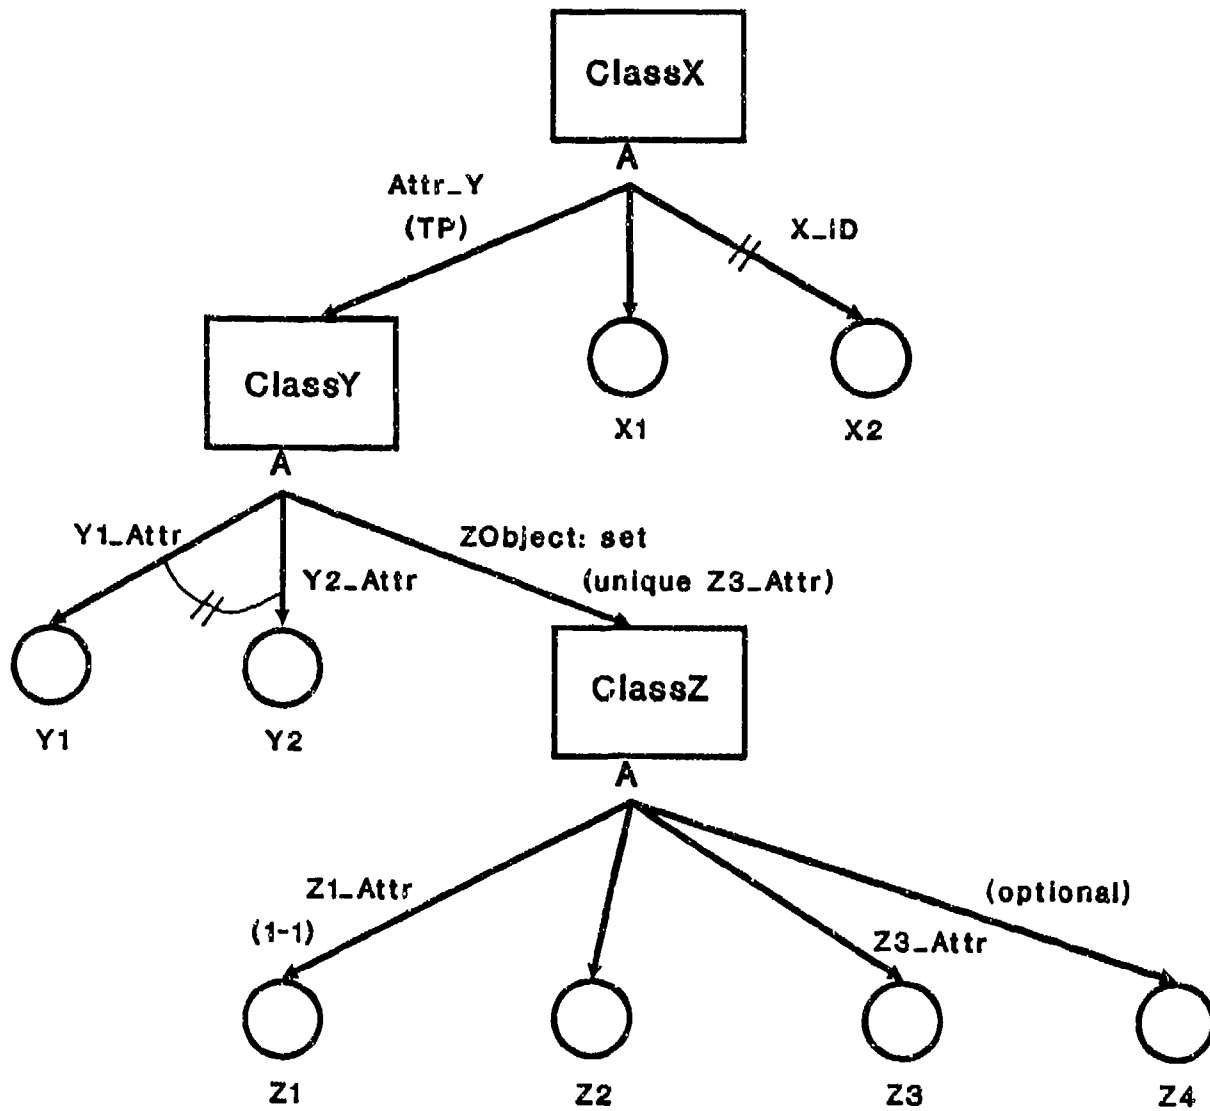 ClassX
A
Attr_Y
(TP)
X_ID
ClassY
X1
X2
A
Y1_Attr
Y2_Attr
ZObject: set
(unique Z3_Attr)
ClassZ
Y1
Y2
A
Z1_Attr
(1-1)
(optional)
Z3_Attr
Z1
Z2
Z3
Z4